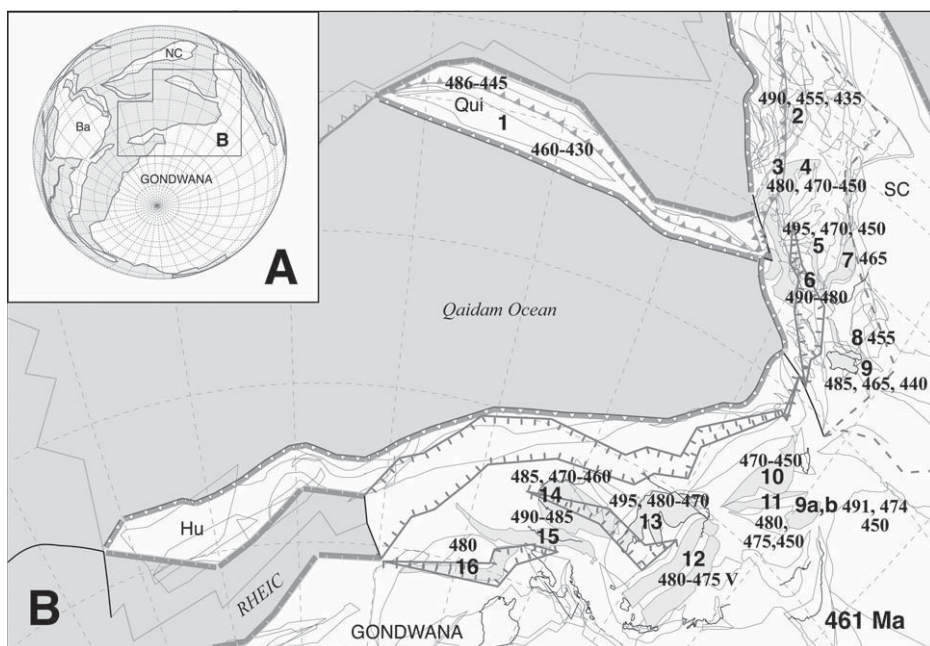 NC
Ba
B
GONDWANA
A
486-445
Qui
1
460-430
490, 455, 435
2
3 4
480, 470-450
SC
495, 470, 450
5
7 465
6
490-480
Qaidam Ocean
8 455
9
485, 465, 440
470-450
10
485, 470-460
14
495, 480-470
13
11 9a,b 491, 474
450
480,
475,450
490-485
15
Hu
480
16
12
480-475 V
RHEIC
B
GONDWANA
461 Ma